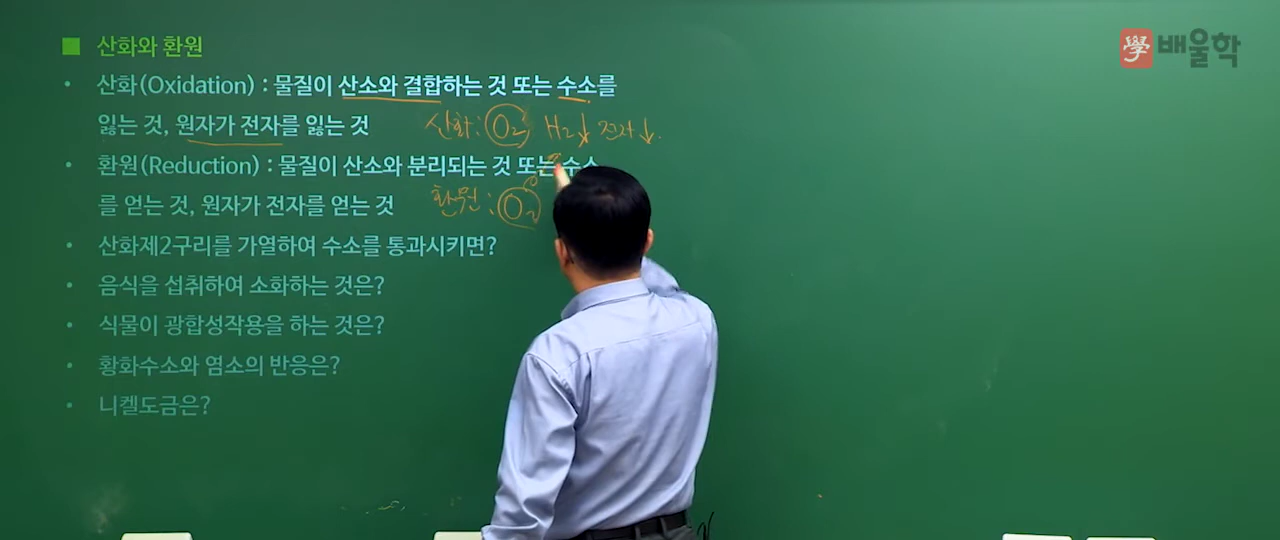 산화와 환원
學 배울학
• 산화(Oxidation) : 물질이 산소와 결합하는 것 또는 수소를
잃는 것, 원자가 전자를 잃는 것
산화 : O₂ H₂↓ 전자↓.
• 환원(Reduction) : 물질이 산소와 분리되는 것 또는 수소
를 얻는 것, 원자가 전자를 얻는 것
환원 : O₂
• 산화제2구리를 가열하여 수소를 통과시키면?
• 음식을 섭취하여 소화하는 것은?
• 식물이 광합성작용을 하는 것은?
• 황화수소와 염소의 반응은?
• 니켈도금은?